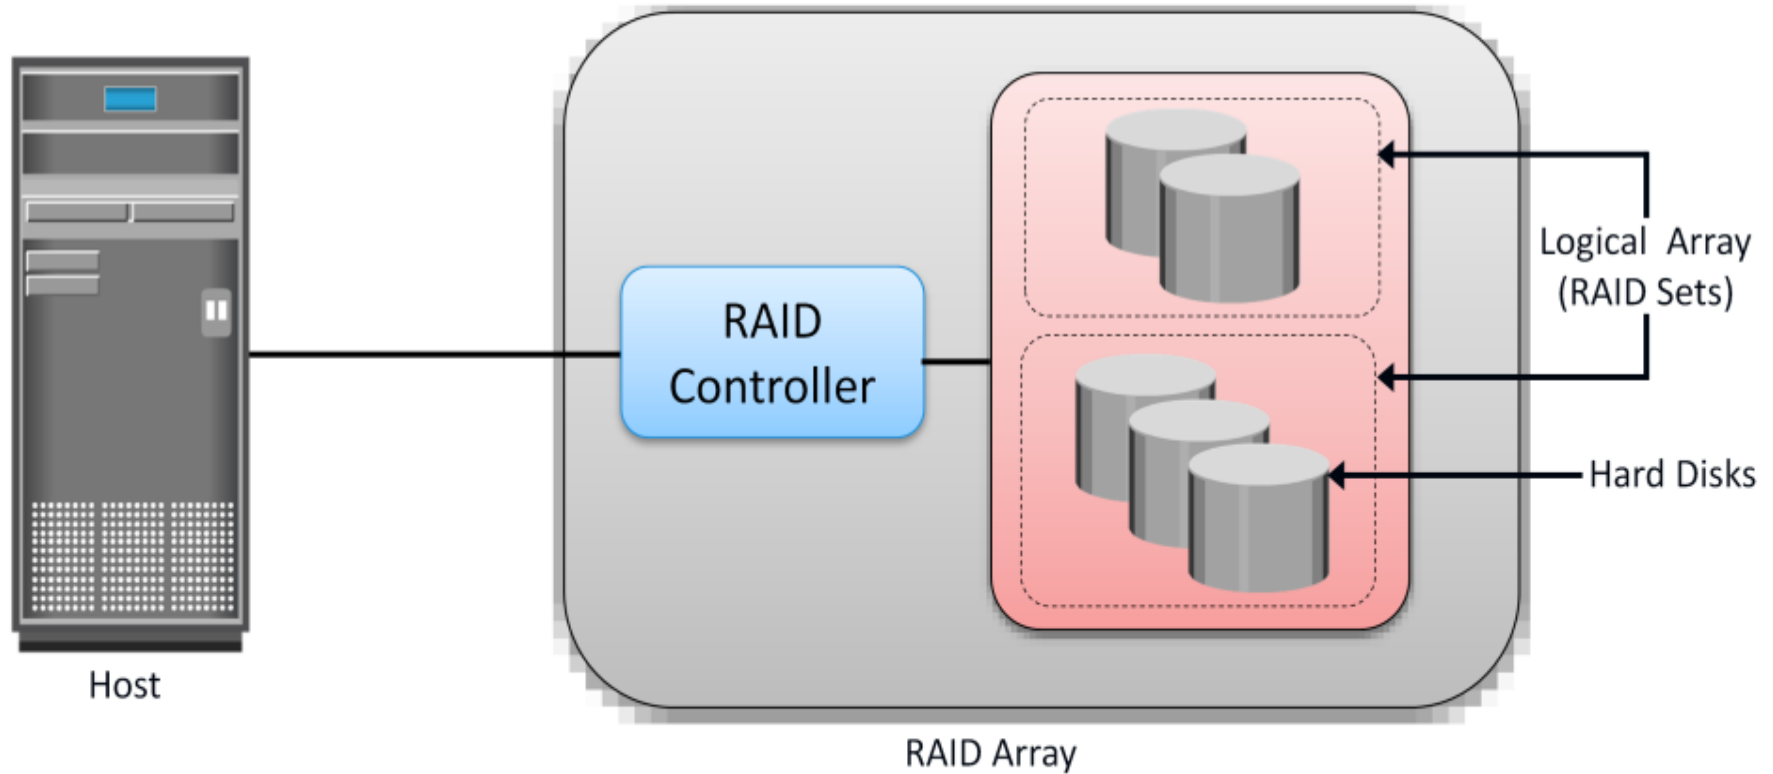 Host
RAID
Controller
Logical Array
(RAID Sets)
Hard Disks
RAID Array